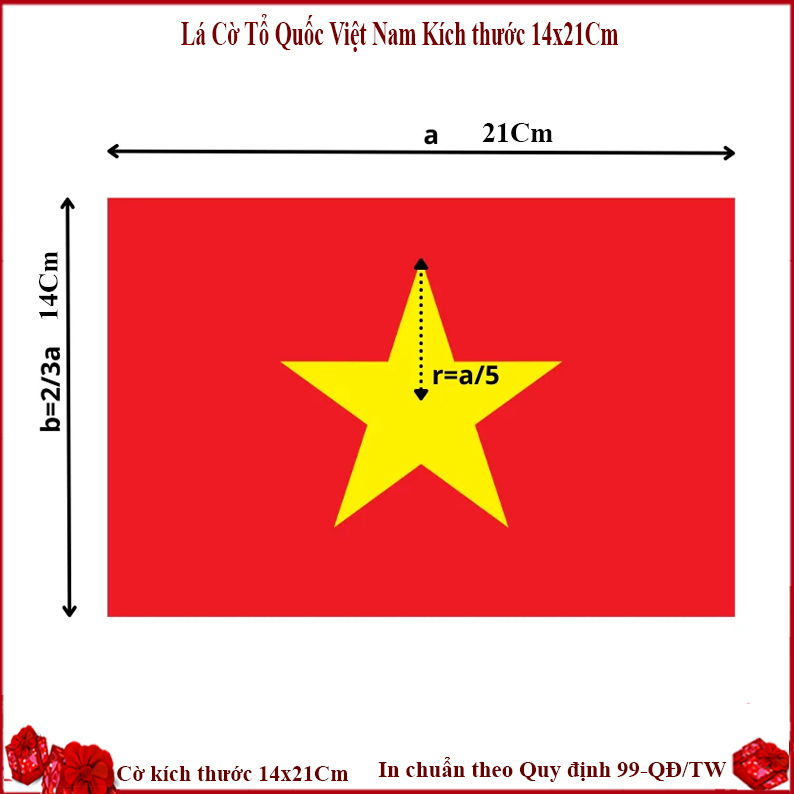 Lá Cờ Tổ Quốc Việt Nam Kích thước 14x21Cm
a 21Cm
b=2/3a 14Cm
r=a/5
Cờ kích thước 14x21Cm
In chuẩn theo Quy định 99-QĐ/TW